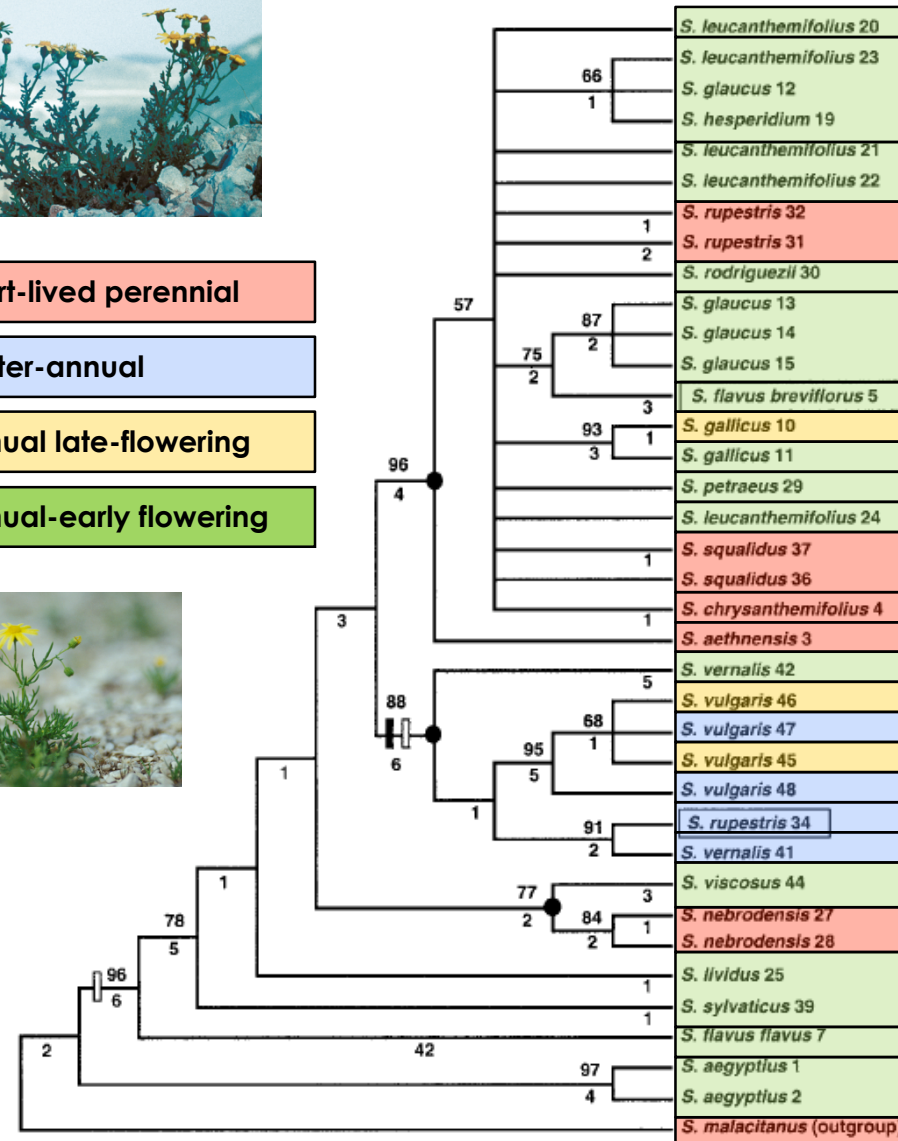 S. leucanthemifolius 20
S. leucanthemifolius 23
66
S. glaucus 12
1
S. hesperidium 19
S. leucanthemifolius 21
S. leucanthemifolius 22
S. rupestris 32
1
S. rupestris 31
2
rt-lived perennial
S. rodriguezii 30
57
S. glaucus 13
87
S. glaucus 14
2
75
S. glaucus 15
2
ter-annual
S. flavus breviflorus 5
3
S. gallicus 10
93
1
nual late-flowering
3
S. gallicus 11
96
S. petraeus 29
4
nual-early flowering
S. leucanthemifolius 24
S. squalidus 37
1
S. squalidus 36
S. chrysanthemifolius 4
3
1
S. aethnensis 3
S. vernalis 42
5
88
S. vulgaris 46
68
S. vulgaris 47
1
95
6
S. vulgaris 45
1
5
S. vulgaris 48
1
S. rupestris 34
91
2
S. vernalis 41
1
S. viscosus 44
77
3
2
84
S. nebrodensis 27
1
78
2
S. nebrodensis 28
5
96
S. lividus 25
1
6
S. sylvaticus 39
1
S. flavus flavus 7
2
42
97
S. aegyptius 1
4
S. aegyptius 2
S. malacitanus (outgroup